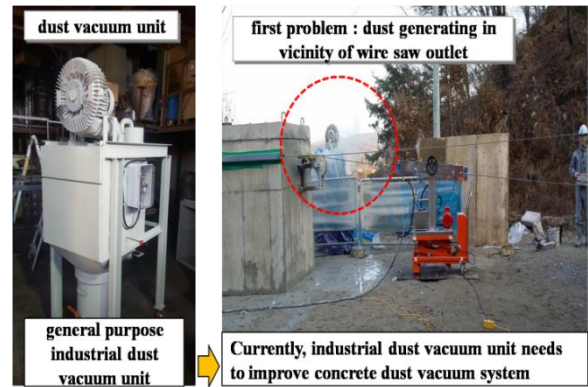 dust vacuum unit
general purpose
industrial dust
vacuum unit
first problem : dust generating in
vicinity of wire saw outlet
Currently, industrial dust vacuum unit needs
to improve concrete dust vacuum system